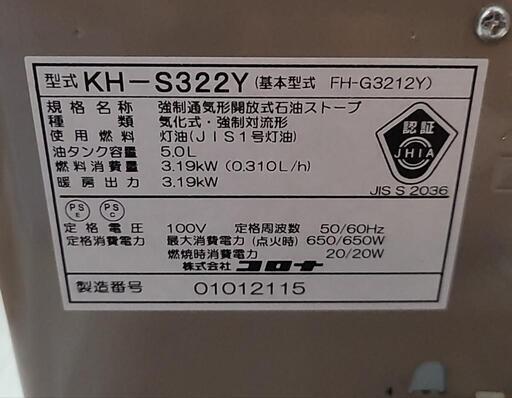 型式 KH-S322Y (基本型式 FH-G3212Y)
規格名称 強制通気形開放式石油ストーブ
種類 気化式・強制対流形
使用燃料 灯油(JIS1号灯油)
油タンク容量 5.0L
燃料消費量 3.19kW (0.310L/h)
暖房出力 3.19kW
認証
JHIA
JIS S 2036
PS E PS C
定格電圧 100V 定格周波数 50/60Hz
定格消費電力 最大消費電力(点火時) 650/650W
燃焼時消費電力 20/20W
株式会社 コロナ
製造番号 01012115